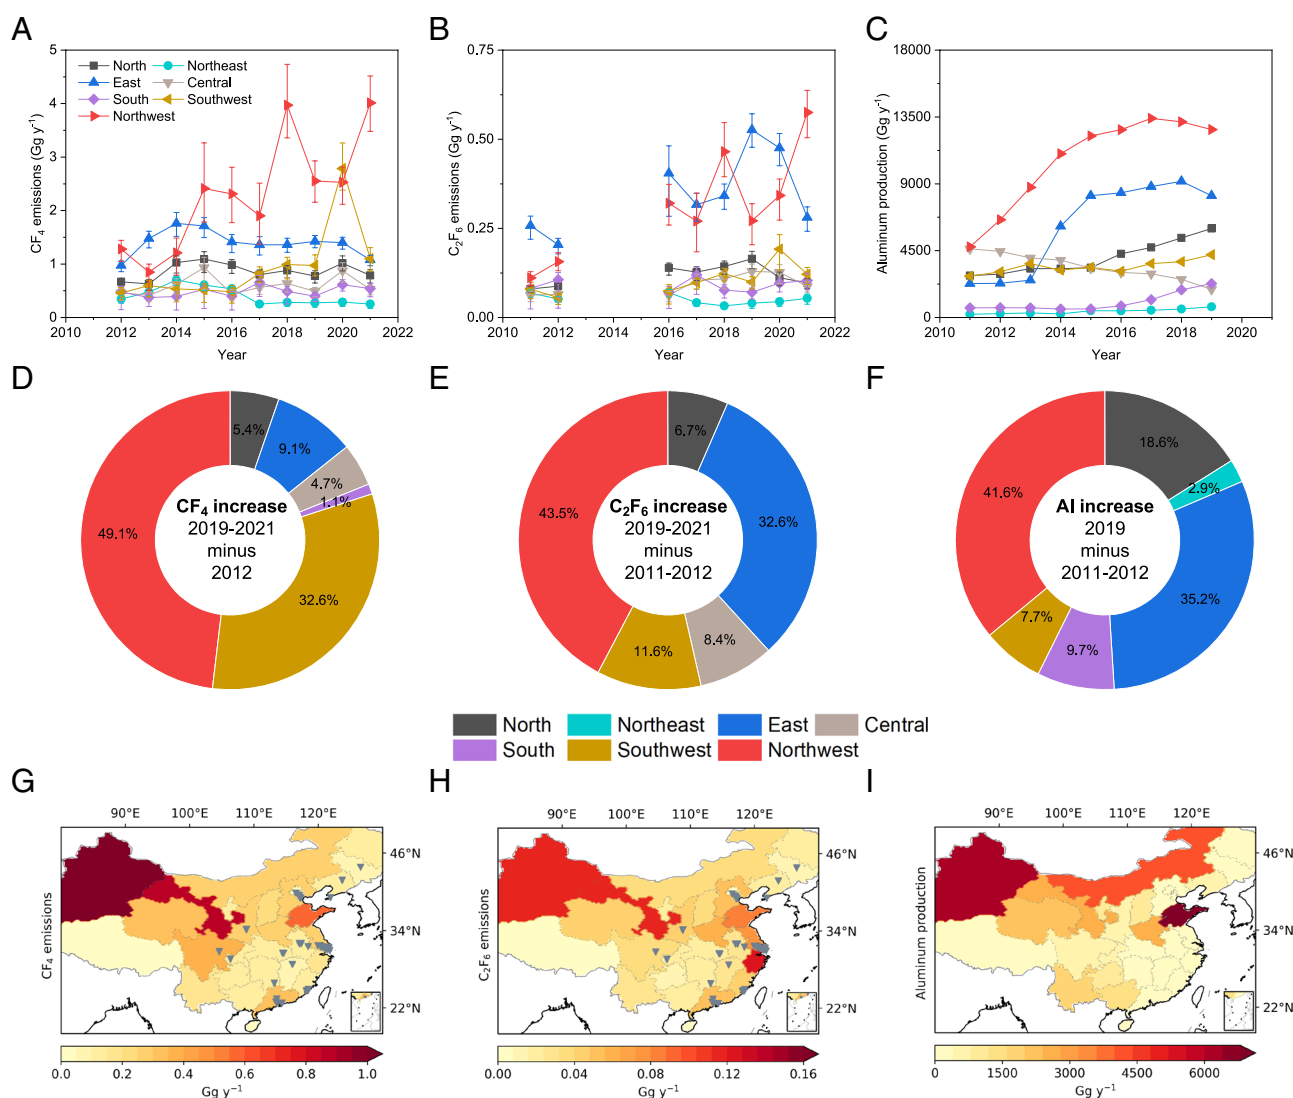 A
B
C
5
4
3
2
1
0
CF4 emissions (Gg y⁻¹)
North
Northeast
East
Central
South
Southwest
Northwest
2010 2012 2014 2016 2018 2020 2022
Year
0.75
0.50
0.25
0.00
C2F6 emissions (Gg y⁻¹)
2010 2012 2014 2016 2018 2020 2022
Year
18000
13500
9000
4500
0
Aluminum production (Gg y⁻¹)
2010 2012 2014 2016 2018 2020
Year
D
E
F
5.4%
9.1%
4.7%
1.1%
32.6%
49.1%
CF4 increase
2019-2021
minus
2012
6.7%
32.6%
8.4%
11.6%
43.5%
C2F6 increase
2019-2021
minus
2011-2012
18.6%
2.9%
35.2%
9.7%
7.7%
41.6%
Al increase
2019
minus
2011-2012
North Northeast East Central
South Southwest Northwest
G
H
I
90°E 100°E 110°E 120°E
46°N
34°N
22°N
CF4 emissions
0.0 0.2 0.4 0.6 0.8 1.0
Gg y⁻¹
90°E 100°E 110°E 120°E
46°N
34°N
22°N
C2F6 emissions
0.00 0.04 0.08 0.12 0.16
Gg y⁻¹
90°E 100°E 110°E 120°E
46°N
34°N
22°N
Aluminum production
0 1500 3000 4500 6000
Gg y⁻¹